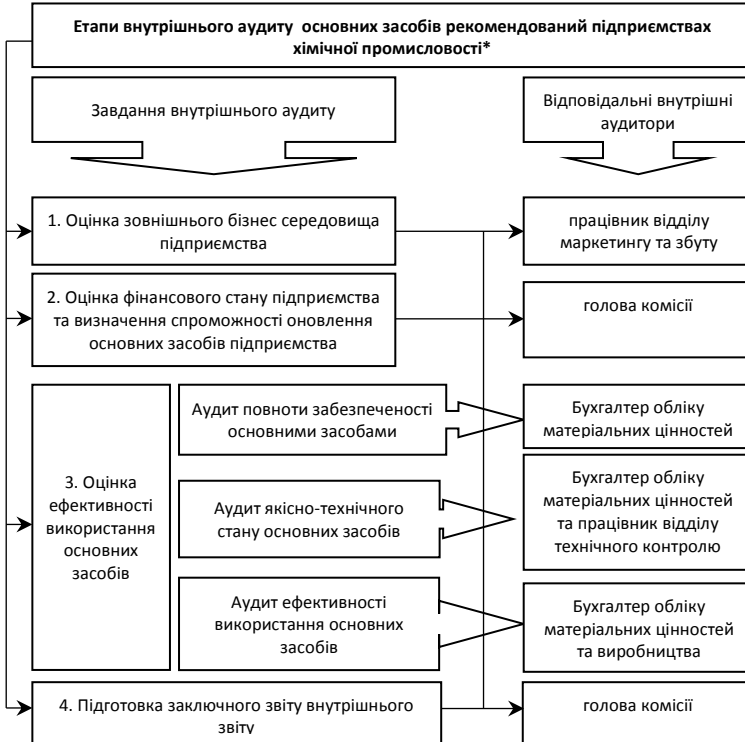 Етапи внутрішнього аудиту основних засобів рекомендований підприємствах
хімічної промисловості*
Завдання внутрішнього аудиту
Відповідальні внутрішні
аудитори
1. Оцінка зовнішнього бізнес середовища
підприємства
працівник відділу
маркетингу та збуту
2. Оцінка фінансового стану підприємства
та визначення спроможності оновлення
основних засобів підприємства
голова комісії
3. Оцінка
ефективності
використання
основних
засобів
Аудит повноти забезпеченості
основними засобами
Бухгалтер обліку
матеріальних цінностей
Аудит якісно-технічного
стану основних засобів
Бухгалтер обліку
матеріальних цінностей
та працівник відділу
технічного контролю
Аудит ефективності
використання основних
засобів
Бухгалтер обліку
матеріальних цінностей
та виробництва
4. Підготовка заключного звіту внутрішнього
звіту
голова комісії